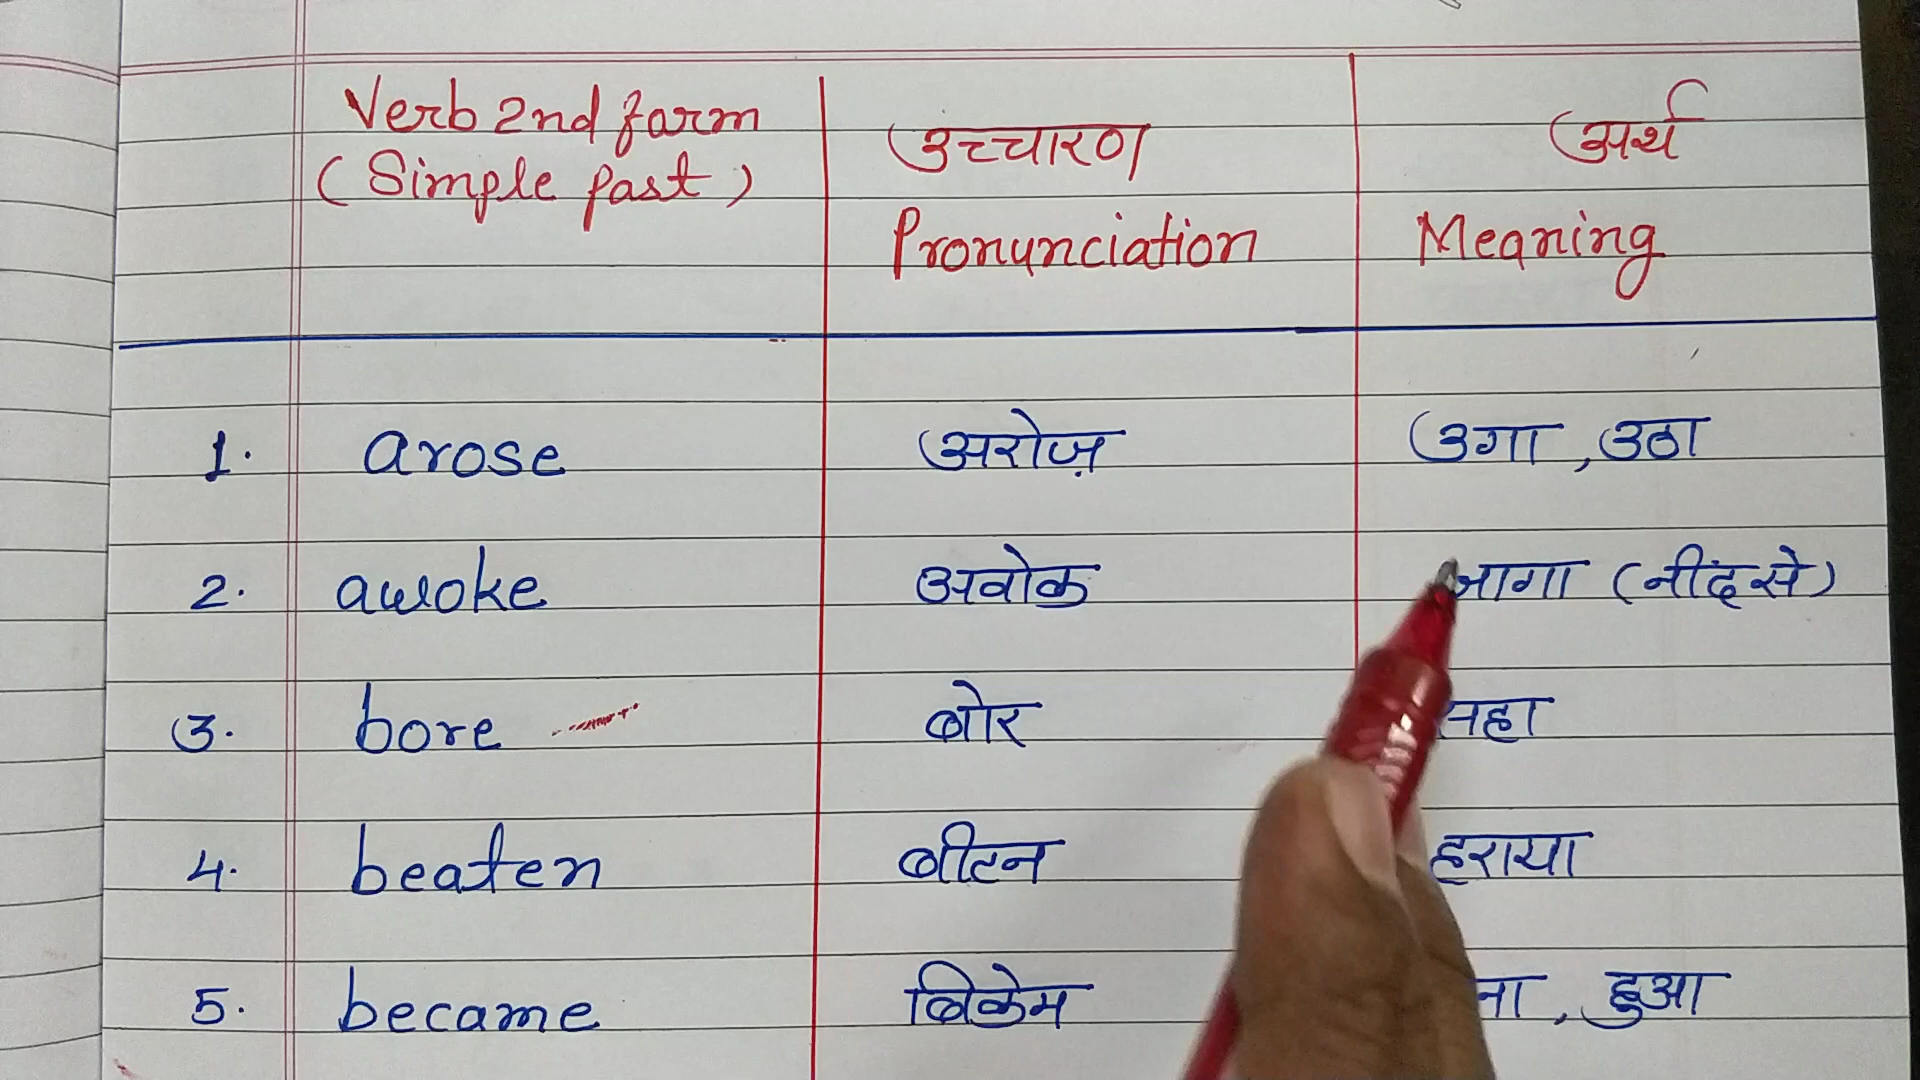 Verb 2nd form उच्चारण अर्थ
(Simple past) Pronunciation Meaning
1. arose अरोज़ उगा, उठा
2. awoke अवोक जागा (नींद से)
3. bore बोर सहा
4. beaten बीटन हराया
5. became बिकेम हुआ